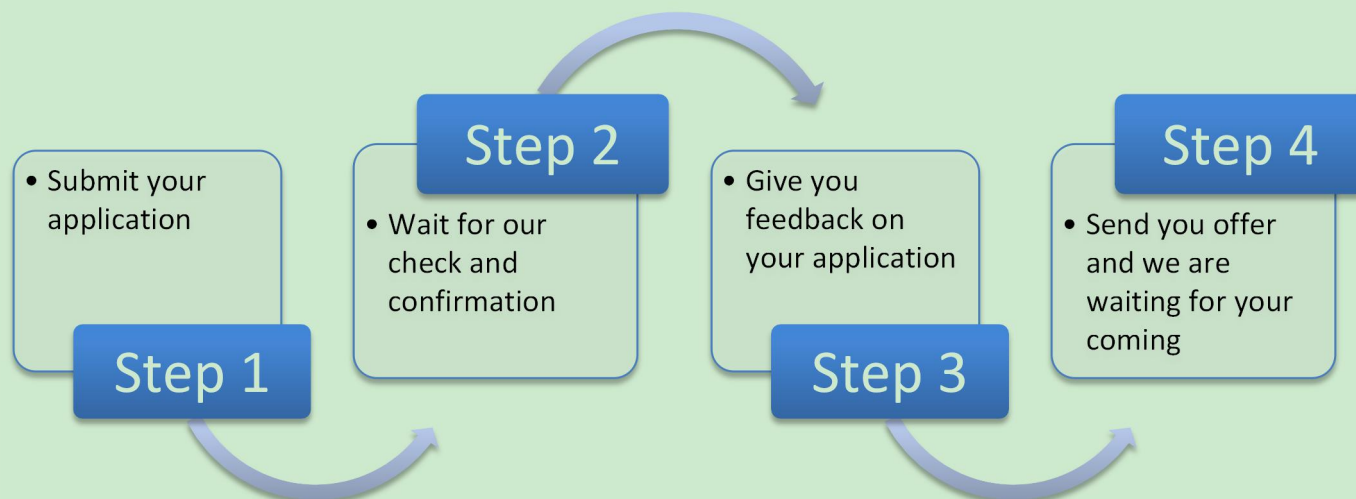 • Submit your
application
Step 1
Step 2
• Wait for our
check and
confirmation
• Give you
feedback on
your application
Step 3
Step 4
• Send you offer
and we are
waiting for your
coming